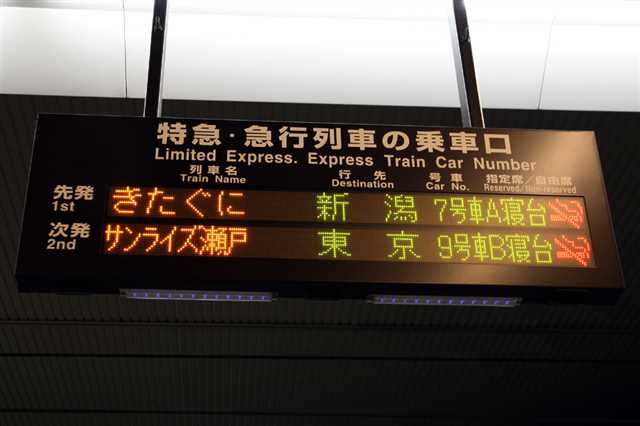 特急・急行列車の乗車口
Limited Express. Express Train Car Number
列車名 行先 号車 指定席／自由席
Train Name Destination Car No. Reserved/Non-reserved
先発 きたぐに 新潟 7号車A寝台
1st
次発 サンライズ瀬戸 東京 9号車B寝台
2nd